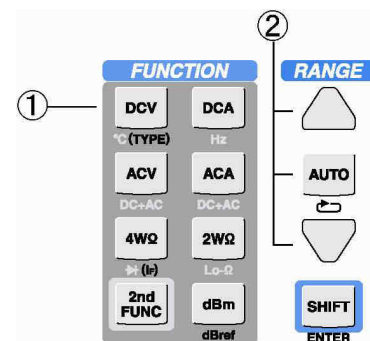 ②
FUNCTION RANGE
① DCV DCA
°C (TYPE) Hz
ACV ACA AUTO
DC+AC DC+AC
4WΩ 2WΩ
(IF) Lo-Ω
2nd FUNC dBm SHIFT
dBref ENTER